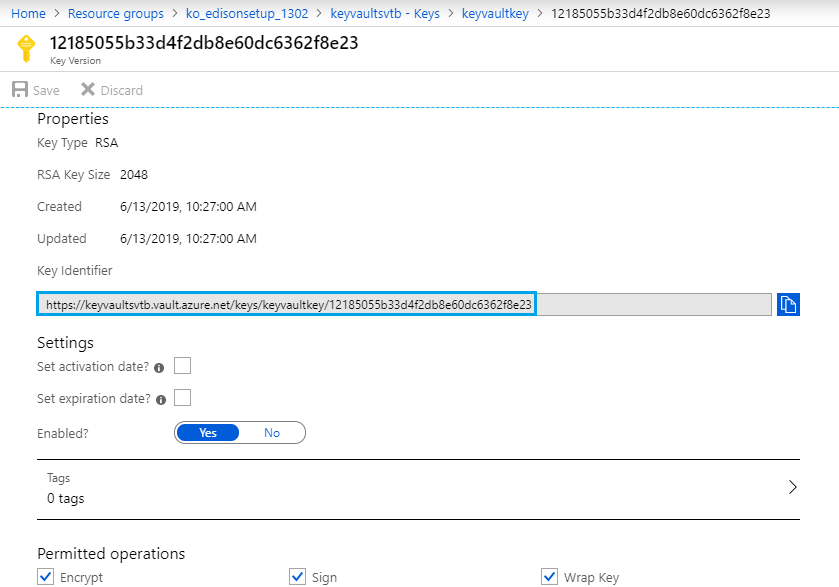 Home > Resource groups > ko_edisonsetup_1302 > keyvaultsvtb - Keys > keyvaultkey > 12185055b33d4f2db8e60dc6362f8e23
12185055b33d4f2db8e60dc6362f8e23
Key Version
Save Discard
Properties
Key Type RSA
RSA Key Size 2048
Created 6/13/2019, 10:27:00 AM
Updated 6/13/2019, 10:27:00 AM
Key Identifier
https://keyvaultsvtb.vault.azure.net/keys/keyvaultkey/12185055b33d4f2db8e60dc6362f8e23
Settings
Set activation date?
Set expiration date?
Enabled? Yes No
Tags
0 tags
Permitted operations
Encrypt Sign Wrap Key